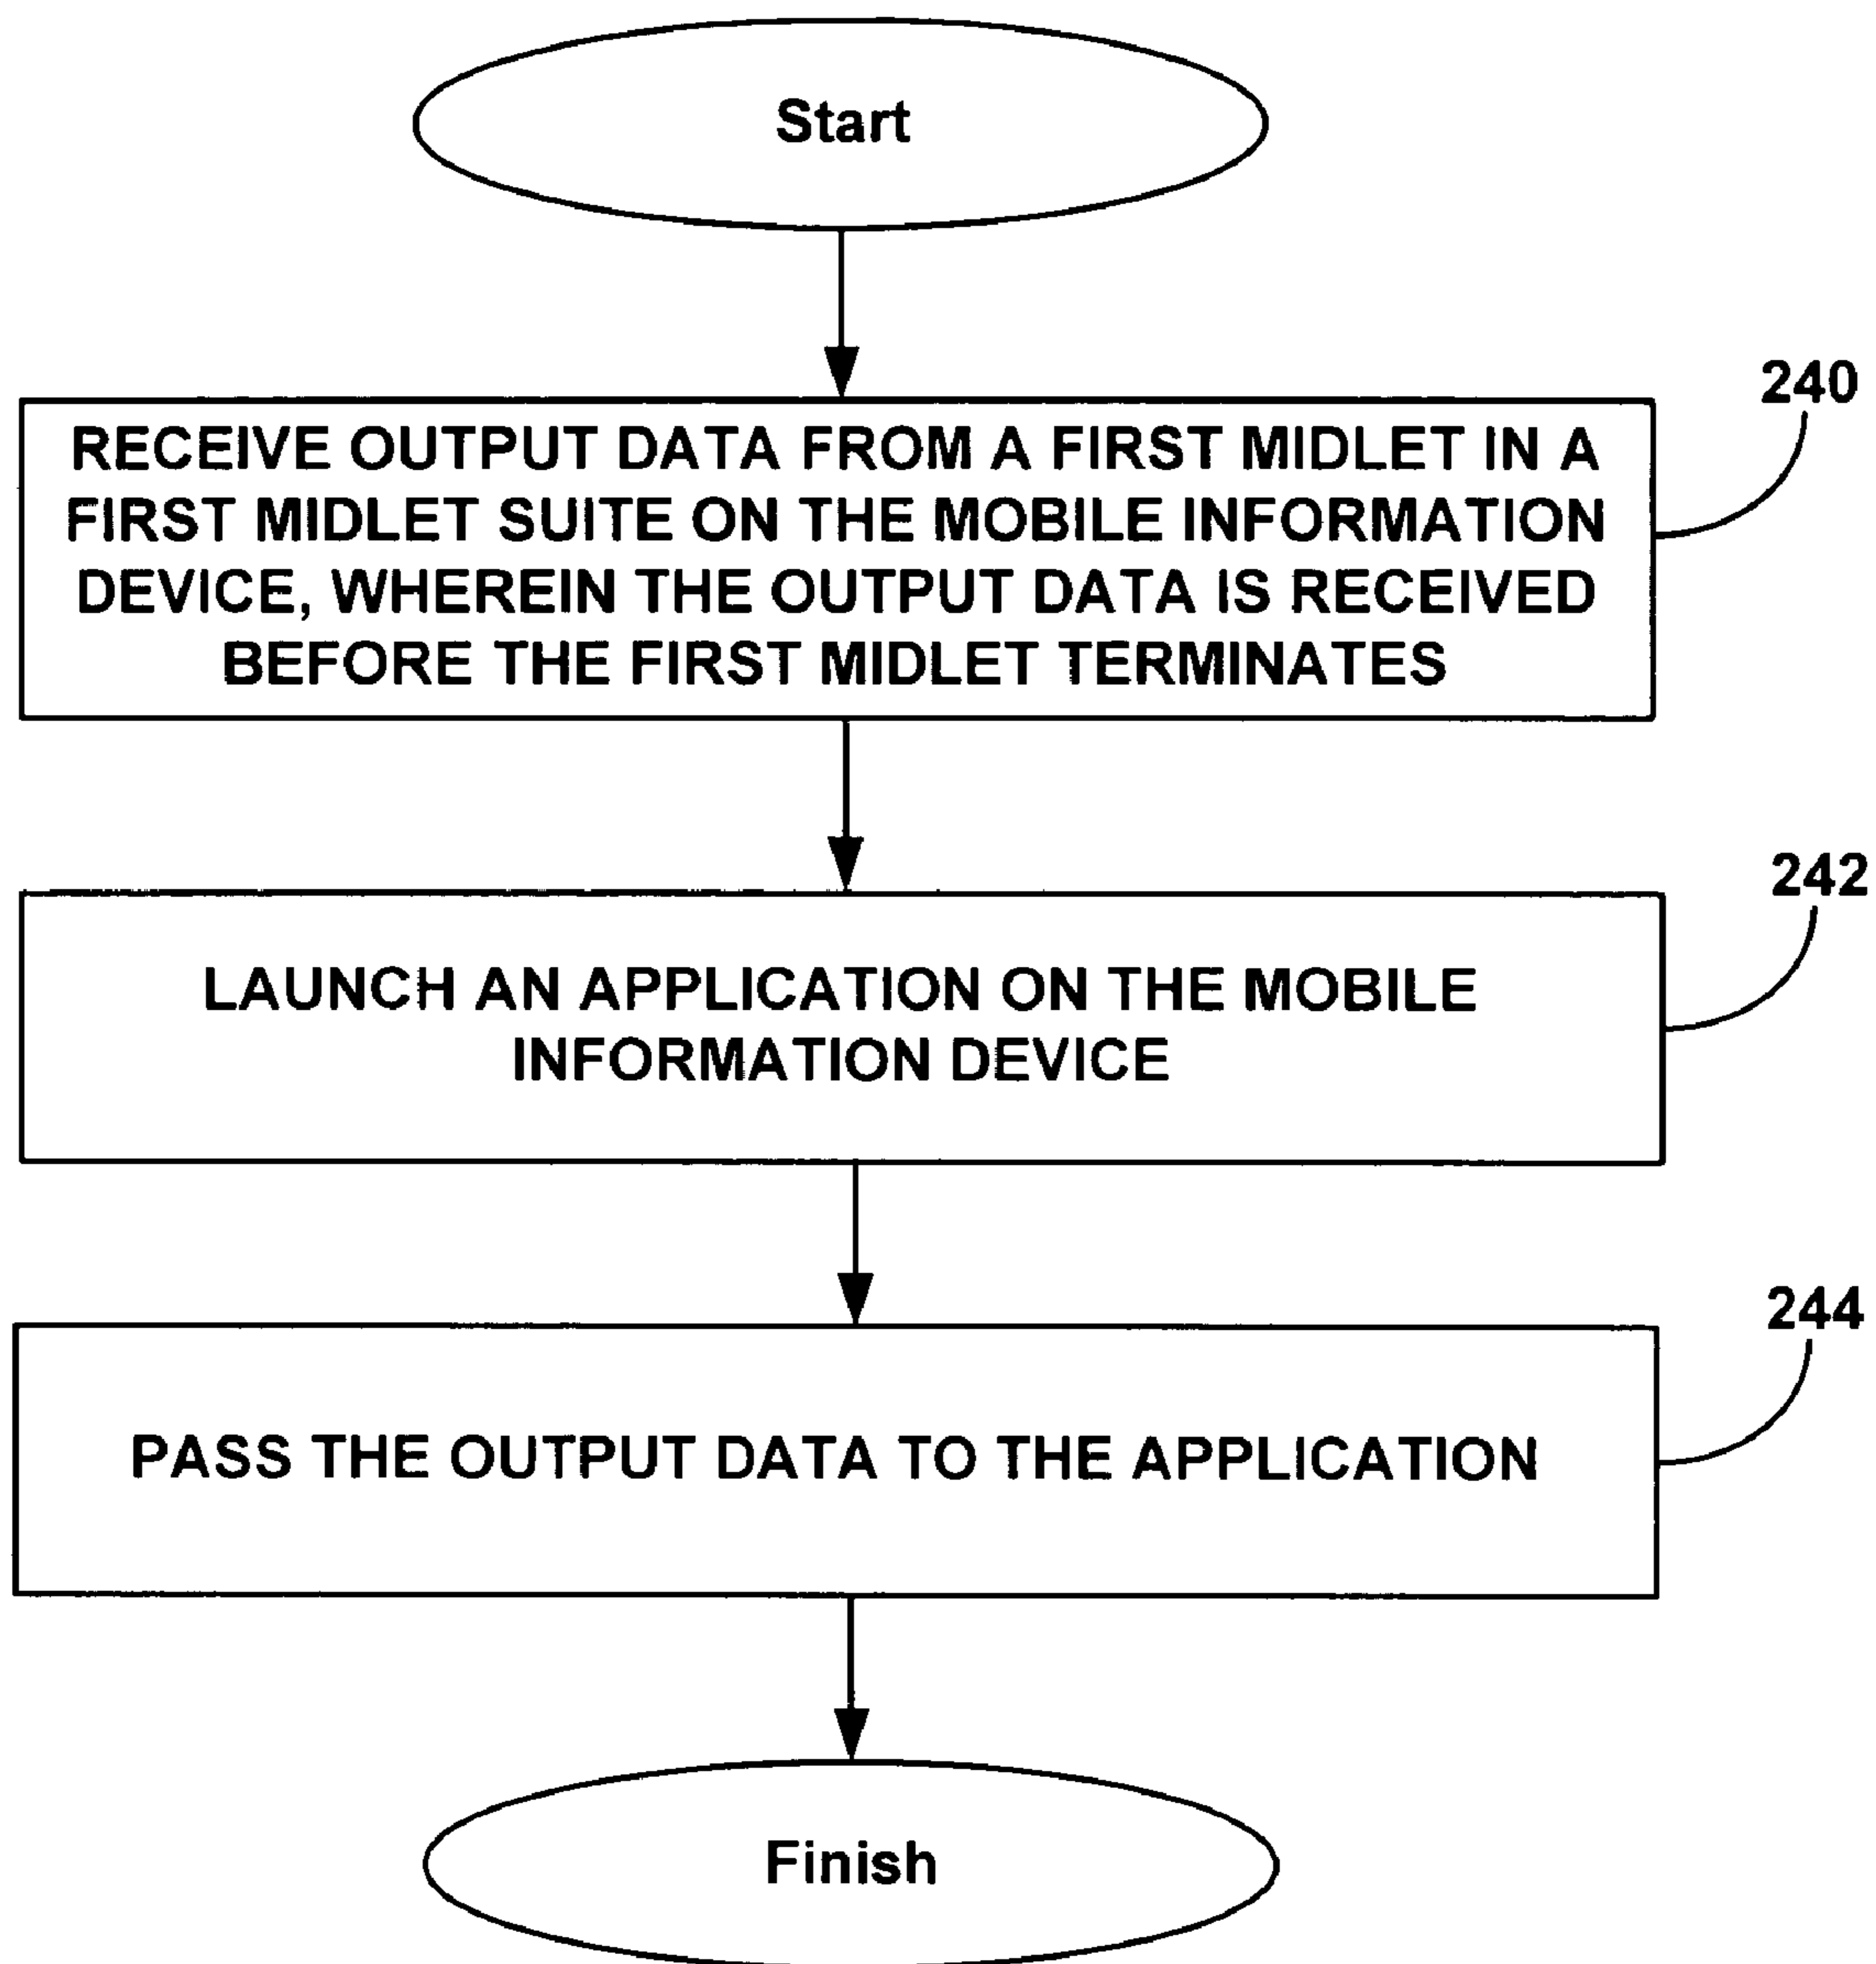 Start
240
RECEIVE OUTPUT DATA FROM A FIRST MIDLET IN A
FIRST MIDLET SUITE ON THE MOBILE INFORMATION
DEVICE, WHEREIN THE OUTPUT DATA IS RECEIVED
BEFORE THE FIRST MIDLET TERMINATES
242
LAUNCH AN APPLICATION ON THE MOBILE
INFORMATION DEVICE
244
PASS THE OUTPUT DATA TO THE APPLICATION
Finish